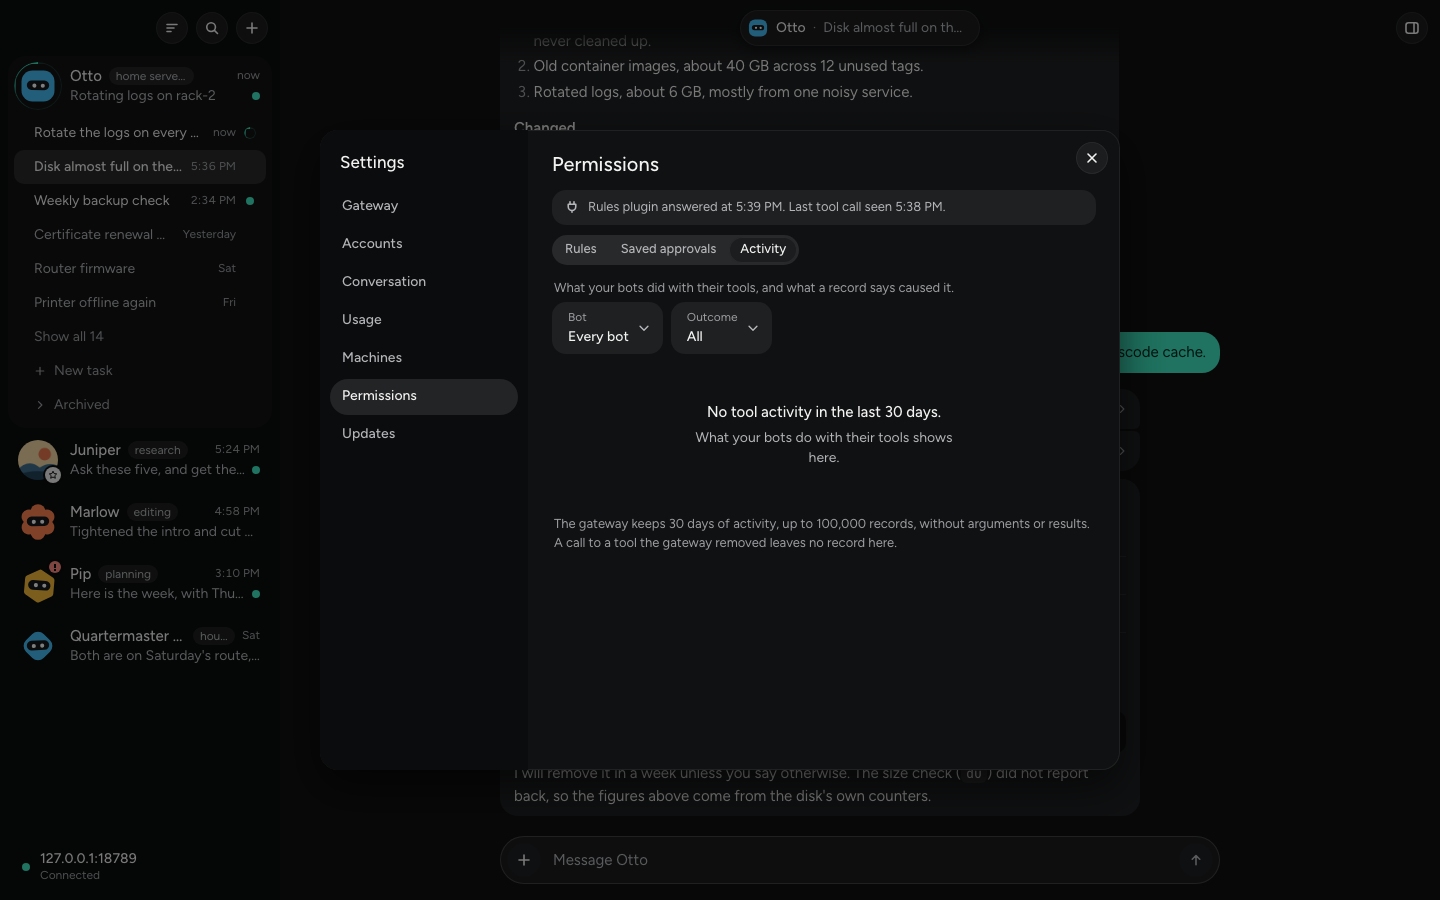 Otto · Disk almost full on th...
Otto home serve... now
Rotating logs on rack-2
Rotate the logs on every ... now
Disk almost full on the... 5:36 PM
Weekly backup check 2:34 PM
Certificate renewal ... Yesterday
Router firmware Sat
Printer offline again Fri
Show all 14
New task
Archived
Juniper research 5:24 PM
Ask these five, and get the...
Marlow editing 4:58 PM
Tightened the intro and cut ...
Pip planning 3:10 PM
Here is the week, with Thu...
Quartermaster ... hou... Sat
Both are on Saturday's route,...
127.0.0.1:18789
Connected
never cleaned up.
2. Old container images, about 40 GB across 12 unused tags.
3. Rotated logs, about 6 GB, mostly from one noisy service.
Changed
scode cache.
Settings
Gateway
Accounts
Conversation
Usage
Machines
Permissions
Updates
Permissions
Rules plugin answered at 5:39 PM. Last tool call seen 5:38 PM.
Rules Saved approvals Activity
What your bots did with their tools, and what a record says caused it.
Bot
Every bot
Outcome
All
No tool activity in the last 30 days.
What your bots do with their tools shows
here.
The gateway keeps 30 days of activity, up to 100,000 records, without arguments or results.
A call to a tool the gateway removed leaves no record here.
I will remove it in a week unless you say otherwise. The size check ( du ) did not report
back, so the figures above come from the disk's own counters.
Message Otto